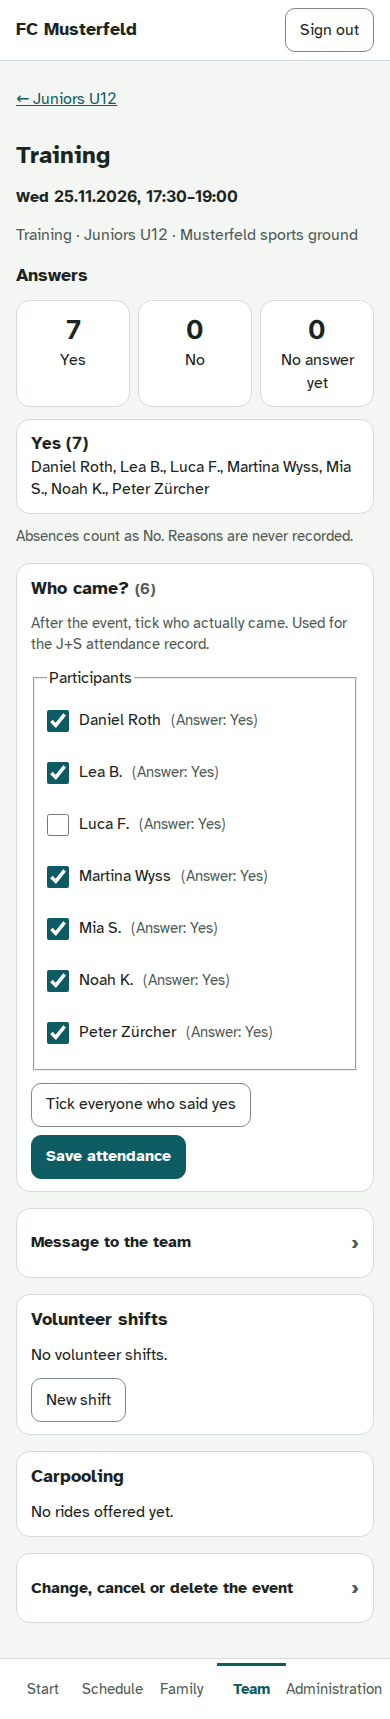 FC Musterfeld
Sign out
← Juniors U12
Training
Wed 25.11.2026, 17:30–19:00
Training · Juniors U12 · Musterfeld sports ground
Answers
7
Yes
0
No
0
No answer
yet
Yes (7)
Daniel Roth, Lea B., Luca F., Martina Wyss, Mia
S., Noah K., Peter Zürcher
Absences count as No. Reasons are never recorded.
Who came? (6)
After the event, tick who actually came. Used for
the J+S attendance record.
Participants
Daniel Roth (Answer: Yes)
Lea B. (Answer: Yes)
Luca F. (Answer: Yes)
Martina Wyss (Answer: Yes)
Mia S. (Answer: Yes)
Noah K. (Answer: Yes)
Peter Zürcher (Answer: Yes)
Tick everyone who said yes
Save attendance
Message to the team ›
Volunteer shifts
No volunteer shifts.
New shift
Carpooling
No rides offered yet.
Change, cancel or delete the event ›
Start Schedule Family Team Administration